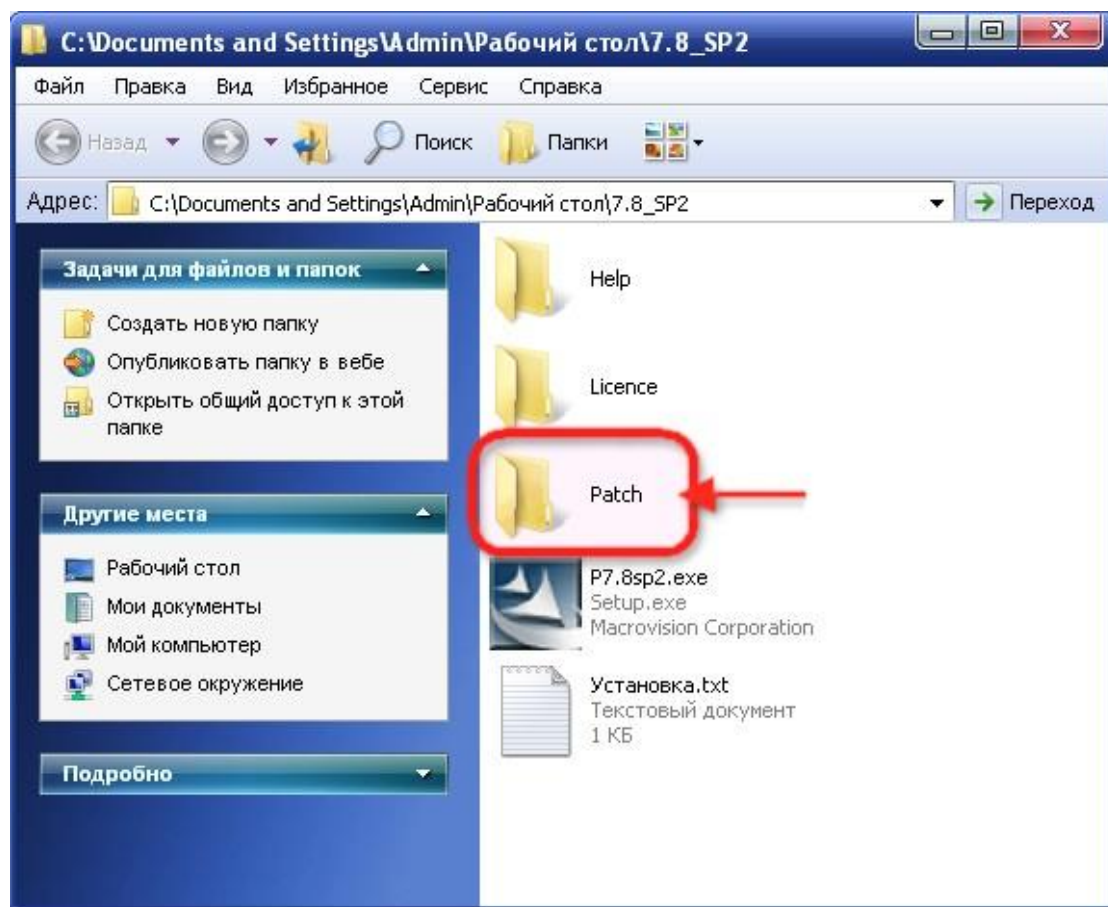 C:\Documents and Settings\Admin\Рабочий стол\7.8_SP2
Файл Правка Вид Избранное Сервис Справка
Назад Поиск Папки
Адрес: C:\Documents and Settings\Admin\Рабочий стол\7.8_SP2 Переход
Задачи для файлов и папок
Создать новую папку
Опубликовать папку в вебе
Открыть общий доступ к этой
папке
Другие места
Рабочий стол
Мои документы
Мой компьютер
Сетевое окружение
Подробно
Help
Licence
Patch
P7.8sp2.exe
Setup.exe
Macrovision Corporation
Установка.txt
Текстовый документ
1 КБ